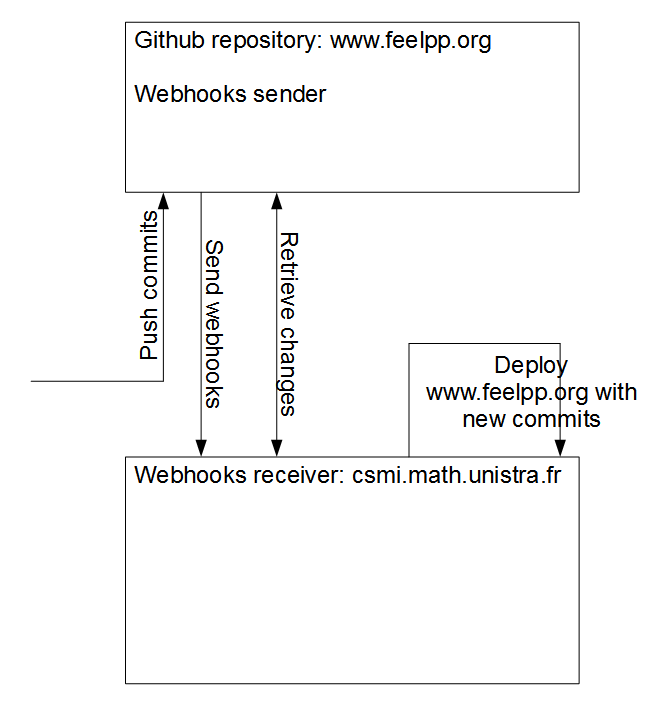 Github repository: www.feelpp.org
Webhooks sender
Push commits
Send webhooks
Retrieve changes
Deploy
www.feelpp.org with
new commits
Webhooks receiver: csmi.math.unistra.fr